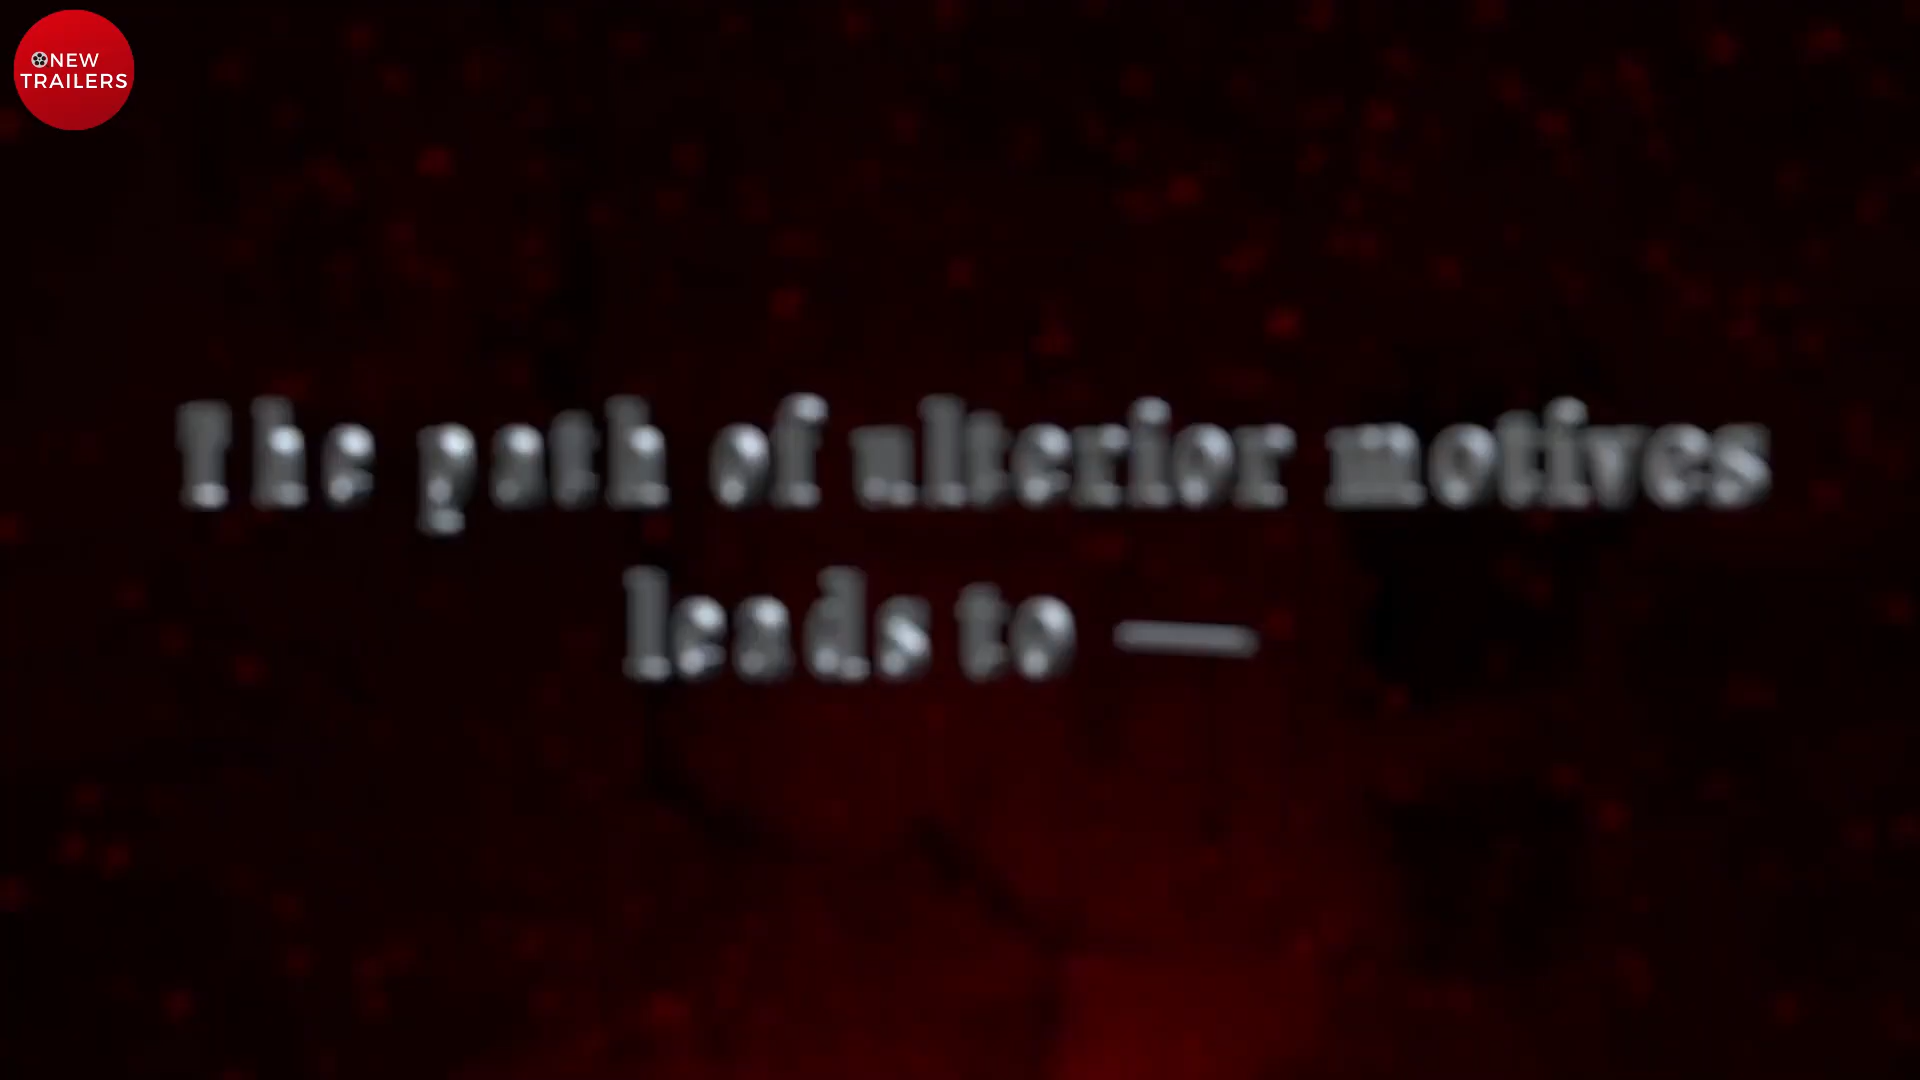 NEW
TRAILERS
The path of ulterior motives
leads to —